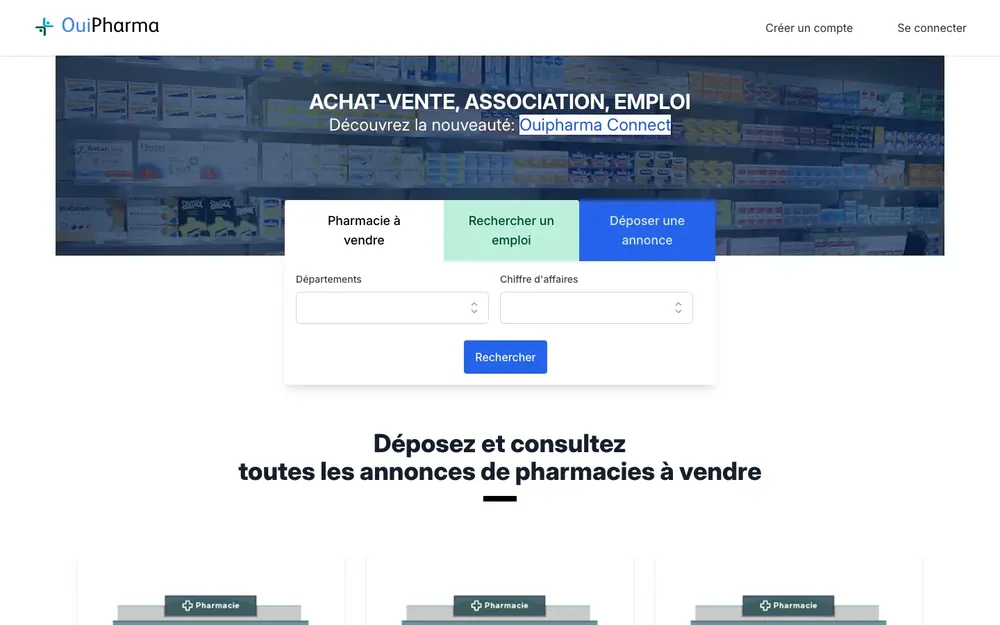 OuiPharma
Créer un compte
Se connecter
ACHAT-VENTE, ASSOCIATION, EMPLOI
Découvrez la nouveauté: Ouipharma Connect
Pharmacie à
vendre
Rechercher un
emploi
Déposer une
annonce
Départements
Chiffre d'affaires
Rechercher
Déposez et consultez
toutes les annonces de pharmacies à vendre
Pharmacie
Pharmacie
Pharmacie